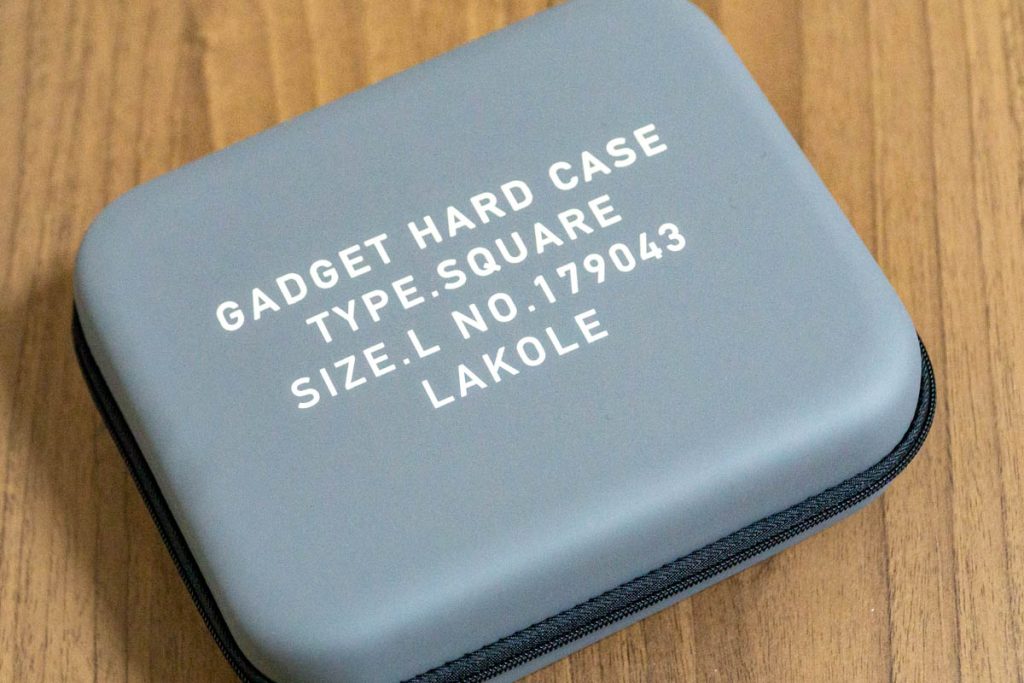 GADGET HARD CASE
TYPE.SQUARE
SIZE.L NO.179043
LAKOLE